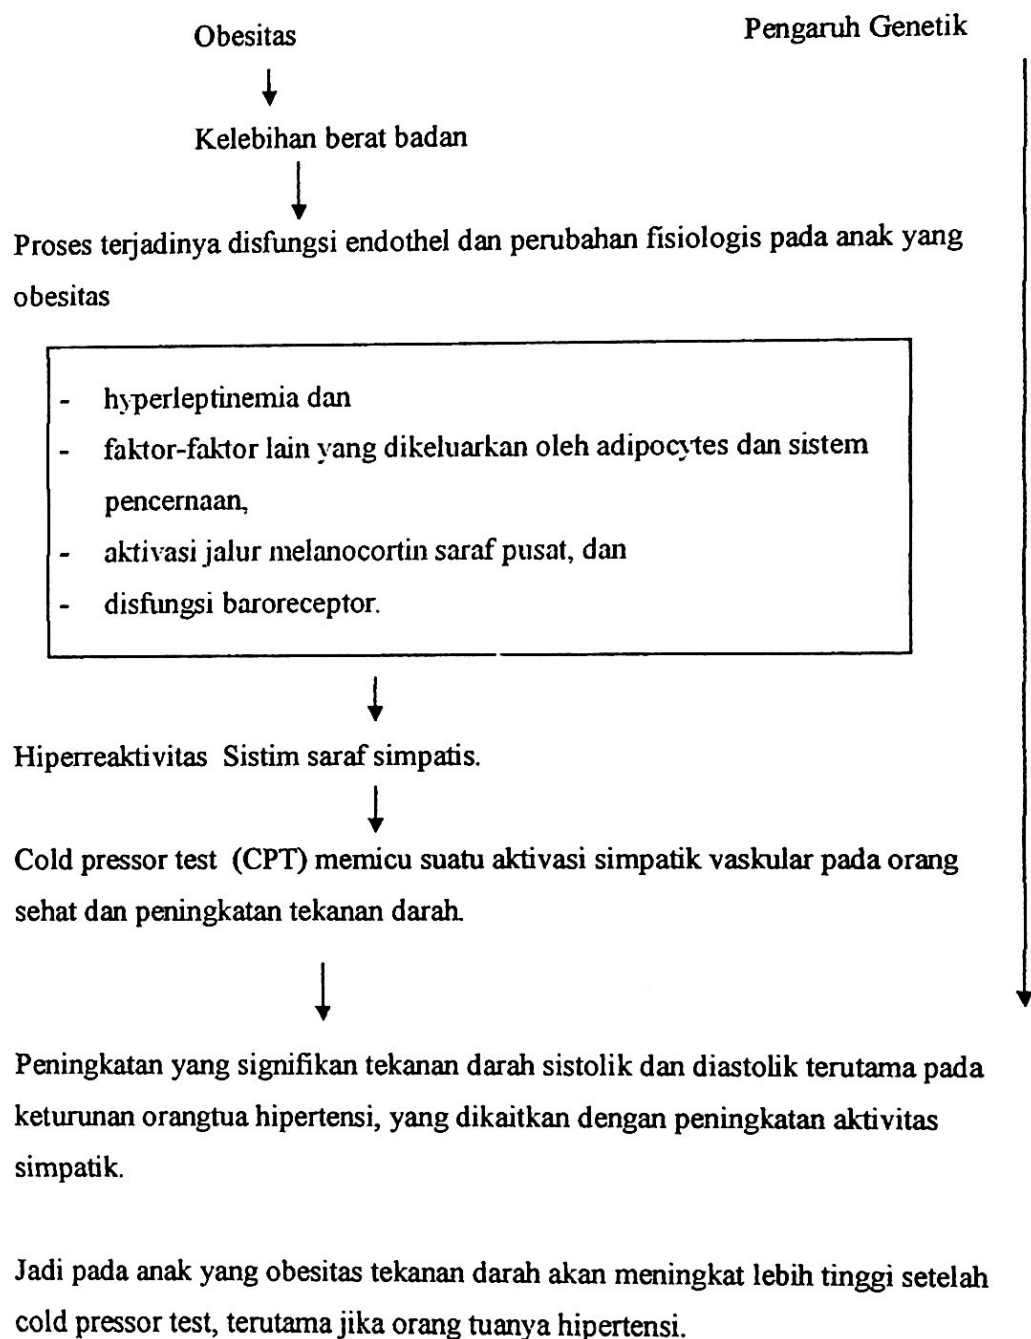 Obesitas
Pengaruh Genetik
Kelebihan berat badan
Proses terjadinya disfungsi endothel dan perubahan fisiologis pada anak yang
obesitas
- hyperleptinemia dan
- faktor-faktor lain yang dikeluarkan oleh adipocytes dan sistem
pencernaan,
- aktivasi jalur melanocortin saraf pusat, dan
- disfungsi baroreceptor.
Hiperreaktivitas Sistim saraf simpatis.
Cold pressor test (CPT) memicu suatu aktivasi simpatik vaskular pada orang
sehat dan peningkatan tekanan darah.
Peningkatan yang signifikan tekanan darah sistolik dan diastolik terutama pada
keturunan orangtua hipertensi, yang dikaitkan dengan peningkatan aktivitas
simpatik.
Jadi pada anak yang obesitas tekanan darah akan meningkat lebih tinggi setelah
cold pressor test, terutama jika orang tuanya hipertensi.